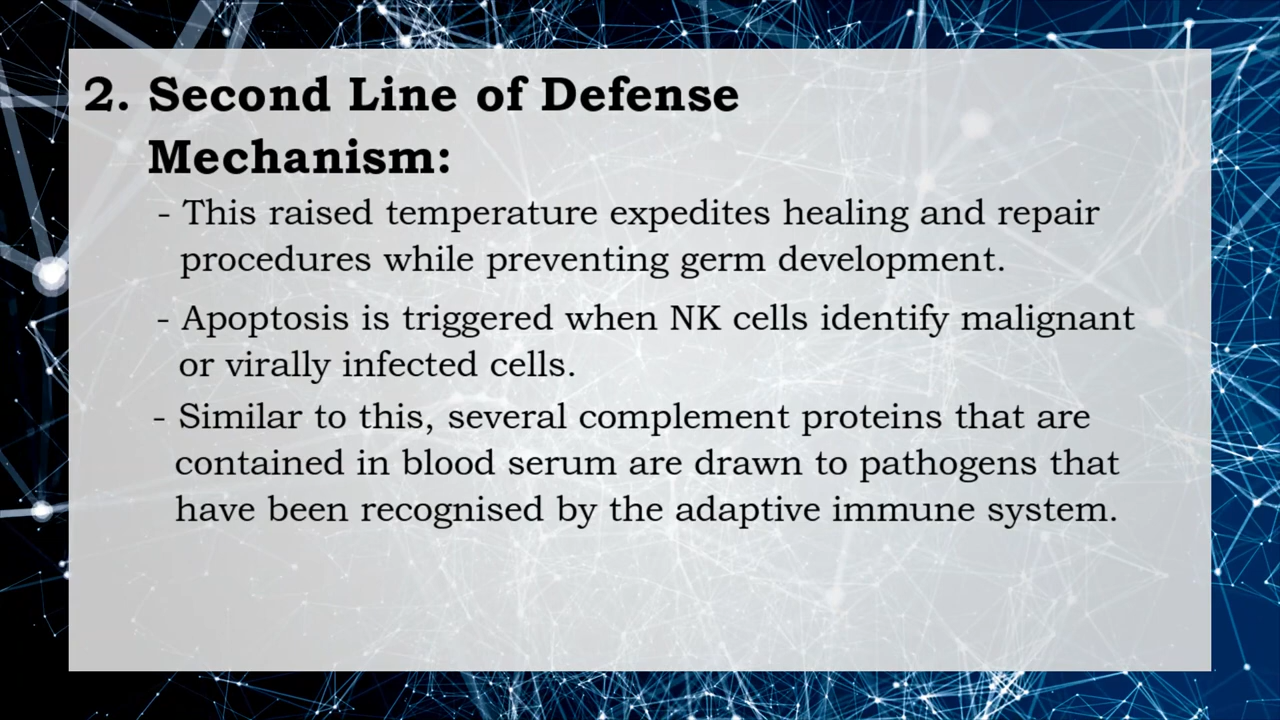 2. Second Line of Defense
Mechanism:
- This raised temperature expedites healing and repair
procedures while preventing germ development.
- Apoptosis is triggered when NK cells identify malignant
or virally infected cells.
- Similar to this, several complement proteins that are
contained in blood serum are drawn to pathogens that
have been recognised by the adaptive immune system.